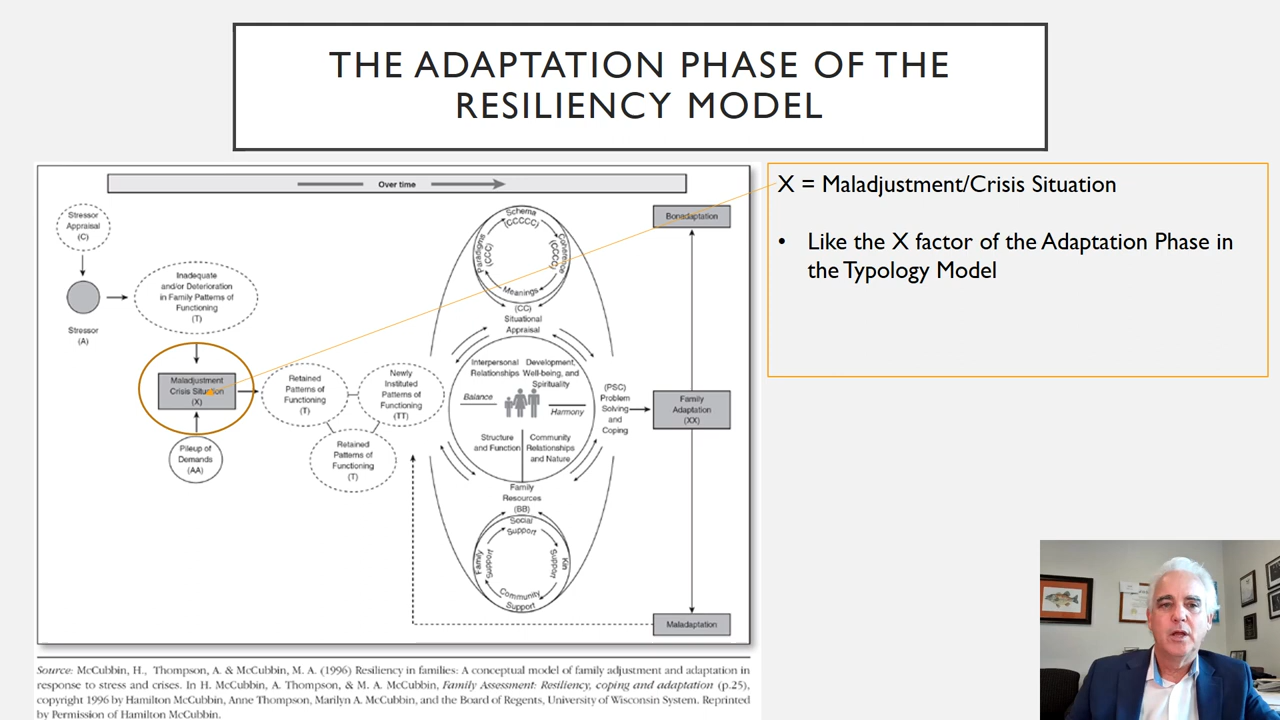 THE ADAPTATION PHASE OF THE
RESILIENCY MODEL
Over time
Stressor
Appraisal
(C)
Stressor
(A)
Inadequate
and/or Deterioration
in Family Patterns of
Functioning
(T)
Maladjustment
Crisis Situation
(X)
Pileup of
Demands
(AA)
Retained
Patterns of
Functioning
(T)
Newly
Instituted
Patterns of
Functioning
(TT)
Retained
Patterns of
Functioning
(T)
Schema
(CCCCC)
Paradigms
(CCC)
Coherence
(CCCC)
Meanings
(CC)
Situational
Appraisal
Interpersonal
Relationships
Development,
Well-being, and
Spirituality
Balance
Harmony
Structure
and Function
Community
Relationships
and Nature
Family
Resources
(BB)
Social
Support
Family
Support
Kin
Support
Community
Support
(PSC)
Problem
Solving
and
Coping
Bonadaptation
Family
Adaptation
(XX)
Maladaptation
X = Maladjustment/Crisis Situation
• Like the X factor of the Adaptation Phase in
the Typology Model
Source: McCubbin, H., Thompson, A. & McCubbin, M. A. (1996) Resiliency in families: A conceptual model of family adjustment and adaptation in
response to stress and crises. In H. McCubbin, A. Thompson, & M. A. McCubbin, Family Assessment: Resiliency, coping and adaptation (p.25),
copyright 1996 by Hamilton McCubbin, Anne Thompson, Marilyn A. McCubbin, and the Board of Regents, University of Wisconsin System. Reprinted
by Permission of Hamilton McCubbin.